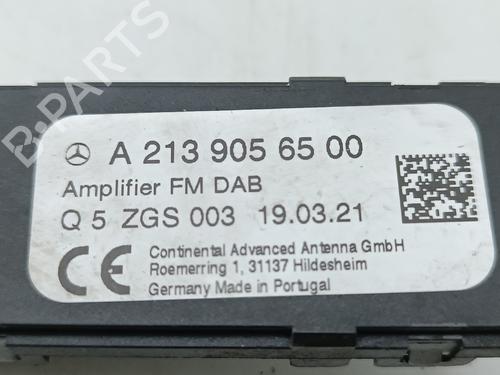 A 213 905 65 00
Amplifier FM DAB
Q 5 ZGS 003 19.03.21
CE
Continental Advanced Antenna GmbH
Roemerring 1, 31137 Hildesheim
Germany Made in Portugal
B-PARTS